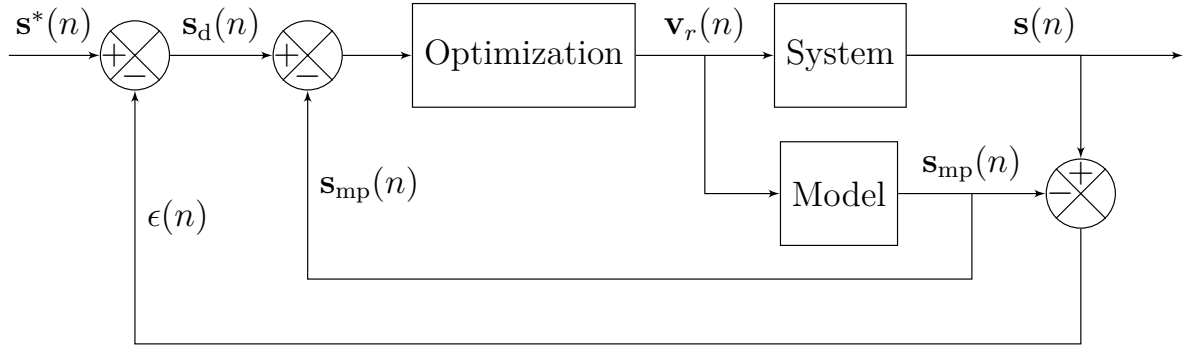 s*(n)
s_d(n)
v_r(n)
s(n)
+
−
+
−
Optimization
System
s_mp(n)
s_mp(n)
+
−
Model
ϵ(n)